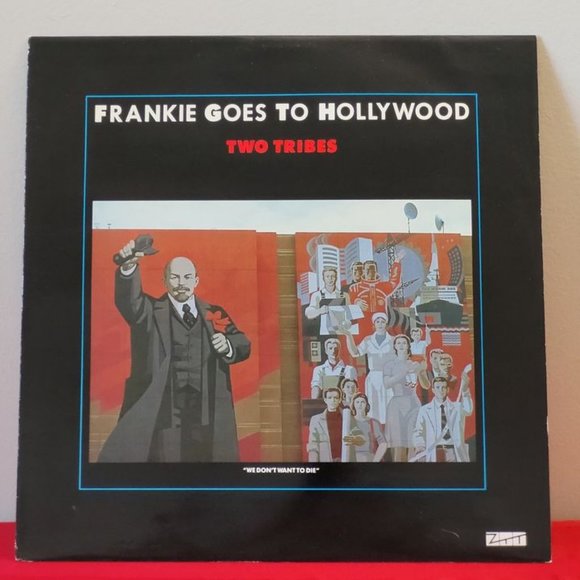 FRANKIE GOES TO HOLLYWOOD
TWO TRIBES
"WE DON'T WANT TO DIE"
ZTT